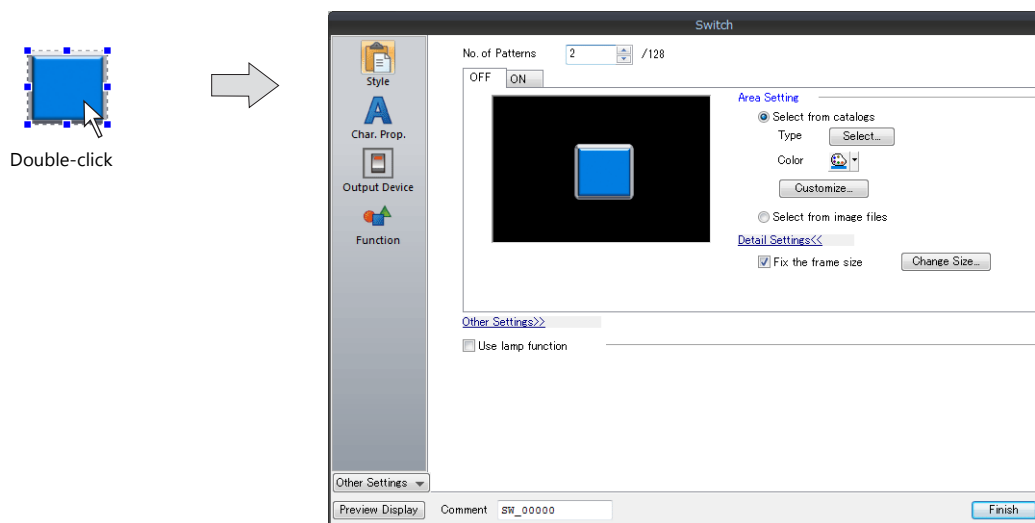 Double-click
Switch
Style
Char. Prop.
Output Device
Function
Other Settings
Preview Display
No. of Patterns 2 /128
OFF ON
Area Setting
Select from catalogs
Type Select...
Color
Customize...
Select from image files
Detail Settings<<
Fix the frame size Change Size...
Other Settings>>
Use lamp function
Comment SW_00000
Finish